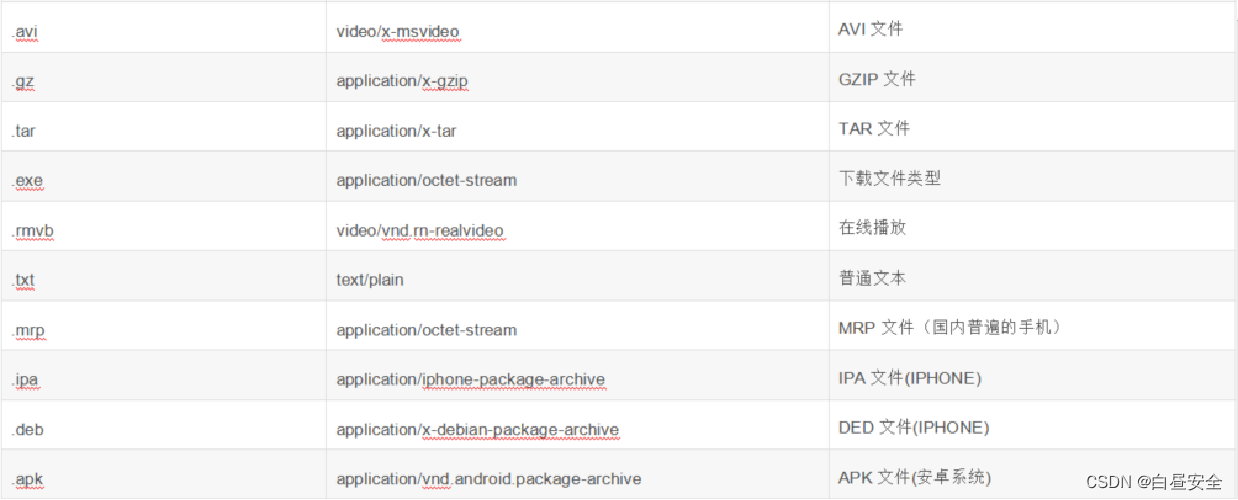 .avi video/x-msvideo AVI 文件
.gz application/x-gzip GZIP 文件
.tar application/x-tar TAR 文件
.exe application/octet-stream 下载文件类型
.rmvb video/vnd.rn-realvideo 在线播放
.txt text/plain 普通文本
.mrp application/octet-stream MRP 文件（国内普遍的手机）
.ipa application/iphone-package-archive IPA 文件(IPHONE)
.deb application/x-debian-package-archive DED 文件(IPHONE)
.apk application/vnd.android.package-archive APK 文件(安卓系统)
CSDN @白昼安全